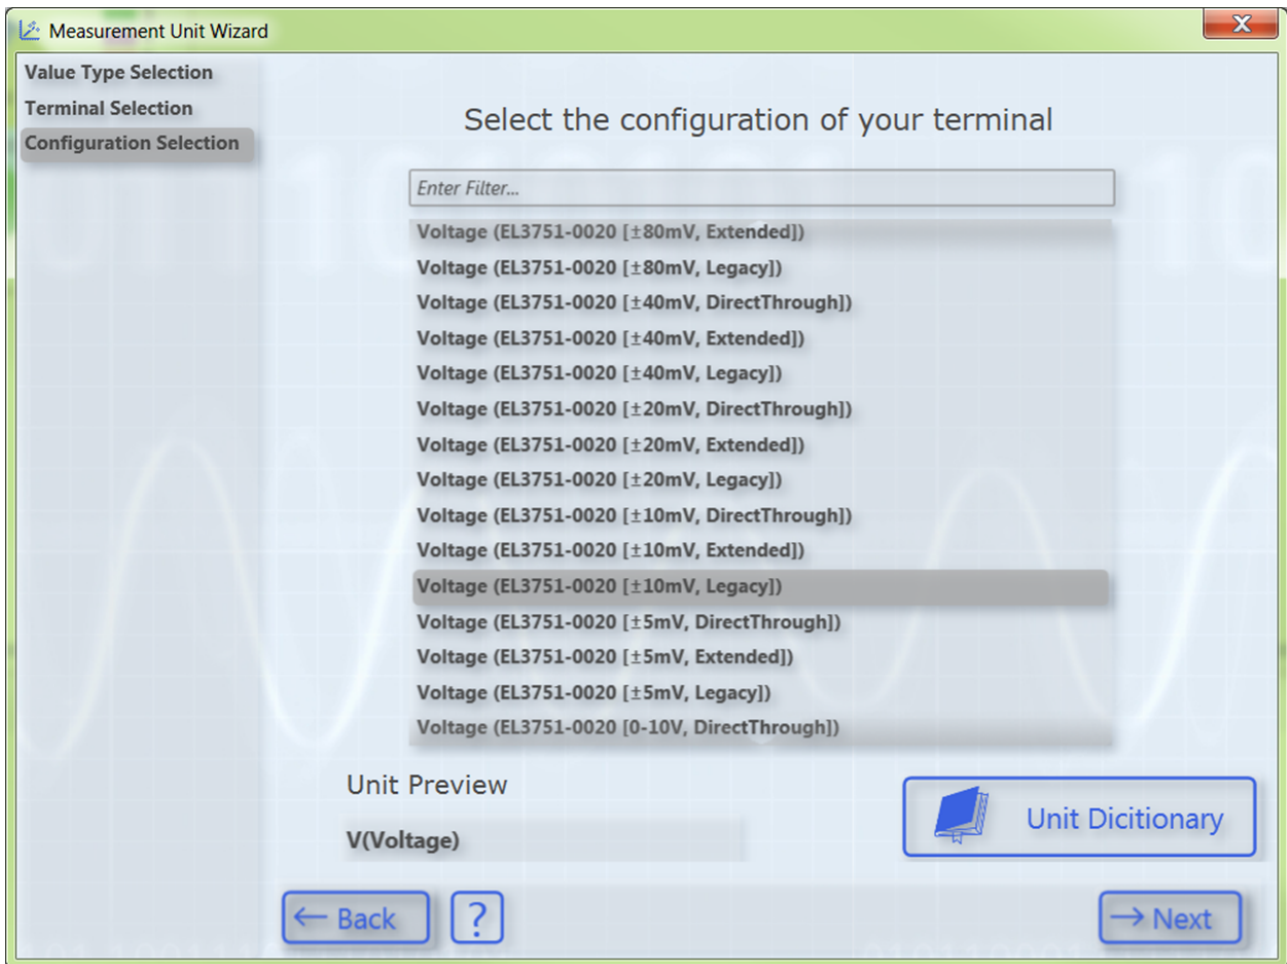 Measurement Unit Wizard
X
Value Type Selection
Terminal Selection
Configuration Selection
Select the configuration of your terminal
Enter Filter...
Voltage (EL3751-0020 [±80mV, Extended])
Voltage (EL3751-0020 [±80mV, Legacy])
Voltage (EL3751-0020 [±40mV, DirectThrough])
Voltage (EL3751-0020 [±40mV, Extended])
Voltage (EL3751-0020 [±40mV, Legacy])
Voltage (EL3751-0020 [±20mV, DirectThrough])
Voltage (EL3751-0020 [±20mV, Extended])
Voltage (EL3751-0020 [±20mV, Legacy])
Voltage (EL3751-0020 [±10mV, DirectThrough])
Voltage (EL3751-0020 [±10mV, Extended])
Voltage (EL3751-0020 [±10mV, Legacy])
Voltage (EL3751-0020 [±5mV, DirectThrough])
Voltage (EL3751-0020 [±5mV, Extended])
Voltage (EL3751-0020 [±5mV, Legacy])
Voltage (EL3751-0020 [0-10V, DirectThrough])
Unit Preview
V(Voltage)
Unit Dicitionary
← Back
?
→ Next